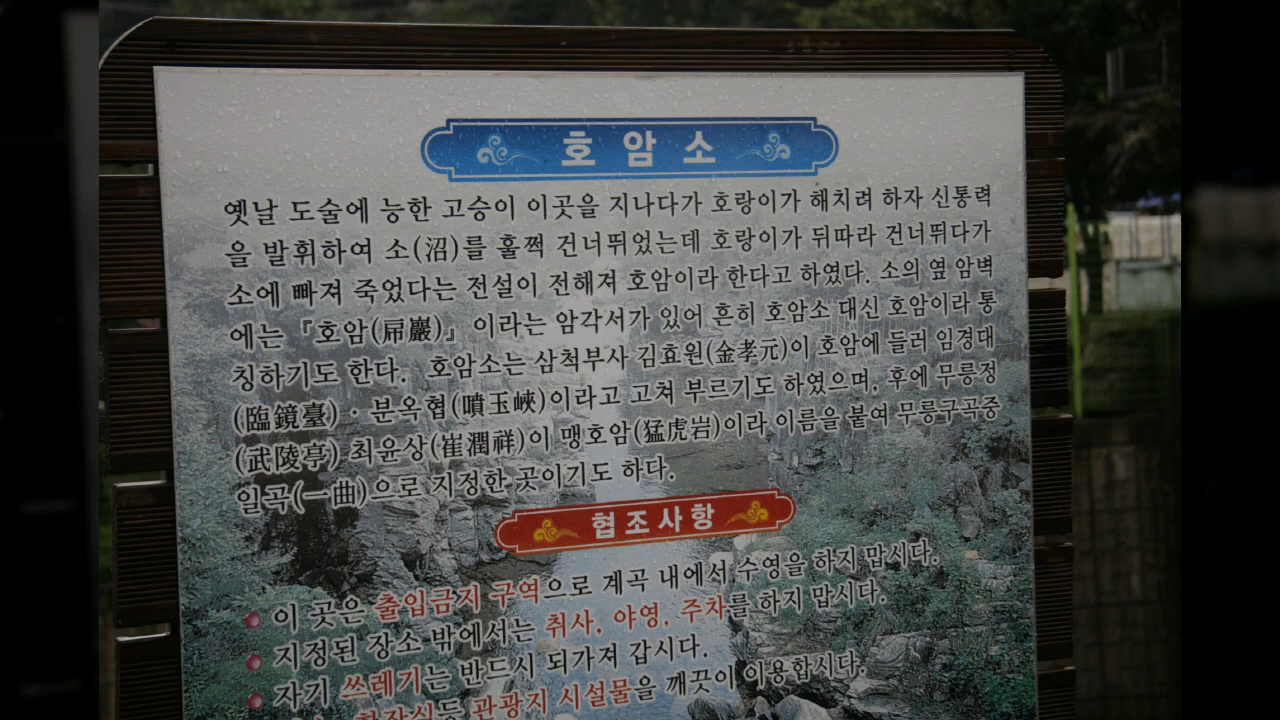 호암소
옛날 도술에 능한 고승이 이곳을 지나다가 호랑이가 해치려 하자 신통력
을 발휘하여 소(沼)를 훌쩍 건너뛰었는데 호랑이가 뒤따라 건너뛰다가
소에 빠져 죽었다는 전설이 전해져 호암이라 한다고 하였다. 소의 옆 암벽
에는 『호암(乕巖)』이라는 암각서가 있어 흔히 호암소 대신 호암이라 통
칭하기도 한다. 호암소는 삼척부사 김효원(金孝元)이 호암에 들러 임경대
(臨鏡臺)·분옥협(噴玉峽)이라고 고쳐 부르기도 하였으며, 후에 무릉정
(武陵亭) 최윤상(崔潤祥)이 맹호암(猛虎岩)이라 이름을 붙여 무릉구곡중
일곡(一曲)으로 지정한 곳이기도 하다.
협조사항
이 곳은 출입금지 구역으로 계곡 내에서 수영을 하지 맙시다.
지정된 장소 밖에서는 취사, 야영, 주차를 하지 맙시다.
자기 쓰레기는 반드시 되가져 갑시다.
화장실등 관광지 시설물을 깨끗이 이용합시다.